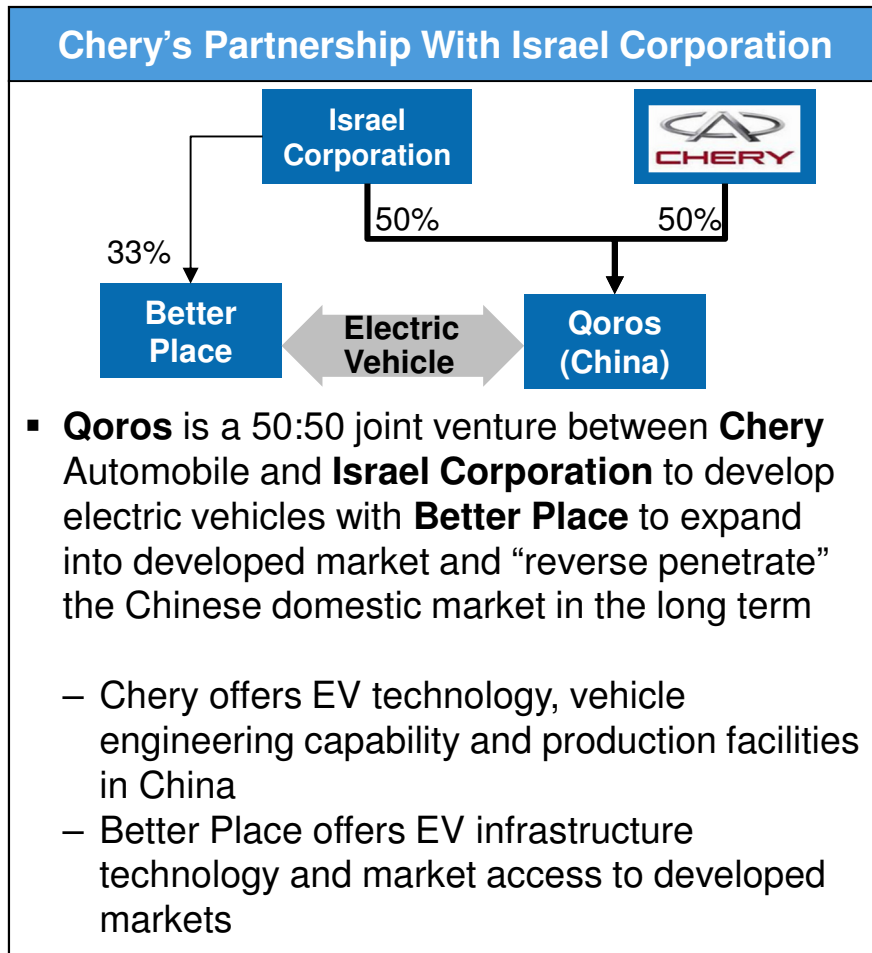 Chery’s Partnership With Israel Corporation
Israel
Corporation
CHERY
50%
50%
33%
Better
Place
Electric
Vehicle
Qoros
(China)
▪ Qoros is a 50:50 joint venture between Chery
Automobile and Israel Corporation to develop
electric vehicles with Better Place to expand
into developed market and “reverse penetrate”
the Chinese domestic market in the long term
– Chery offers EV technology, vehicle
engineering capability and production facilities
in China
– Better Place offers EV infrastructure
technology and market access to developed
markets